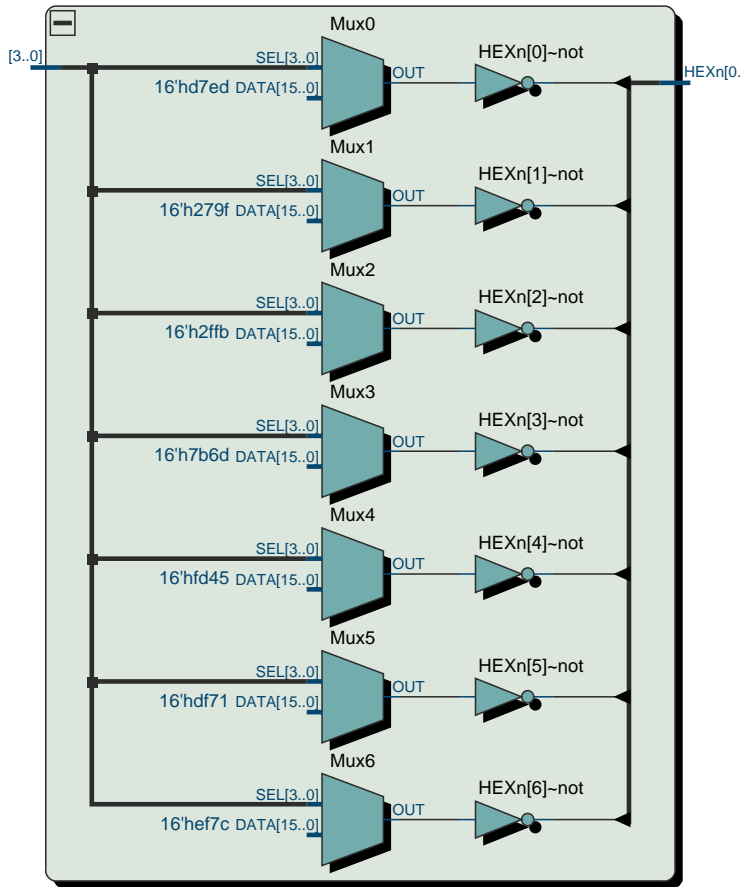 Mux0
[3..0]
SEL[3..0]
16'hd7ed DATA[15..0]
OUT
HEXn[0]~not
HEXn[0.
Mux1
SEL[3..0]
16'h279f DATA[15..0]
OUT
HEXn[1]~not
Mux2
SEL[3..0]
16'h2ffb DATA[15..0]
OUT
HEXn[2]~not
Mux3
SEL[3..0]
16'h7b6d DATA[15..0]
OUT
HEXn[3]~not
Mux4
SEL[3..0]
16'hfd45 DATA[15..0]
OUT
HEXn[4]~not
Mux5
SEL[3..0]
16'hdf71 DATA[15..0]
OUT
HEXn[5]~not
Mux6
SEL[3..0]
16'hef7c DATA[15..0]
OUT
HEXn[6]~not